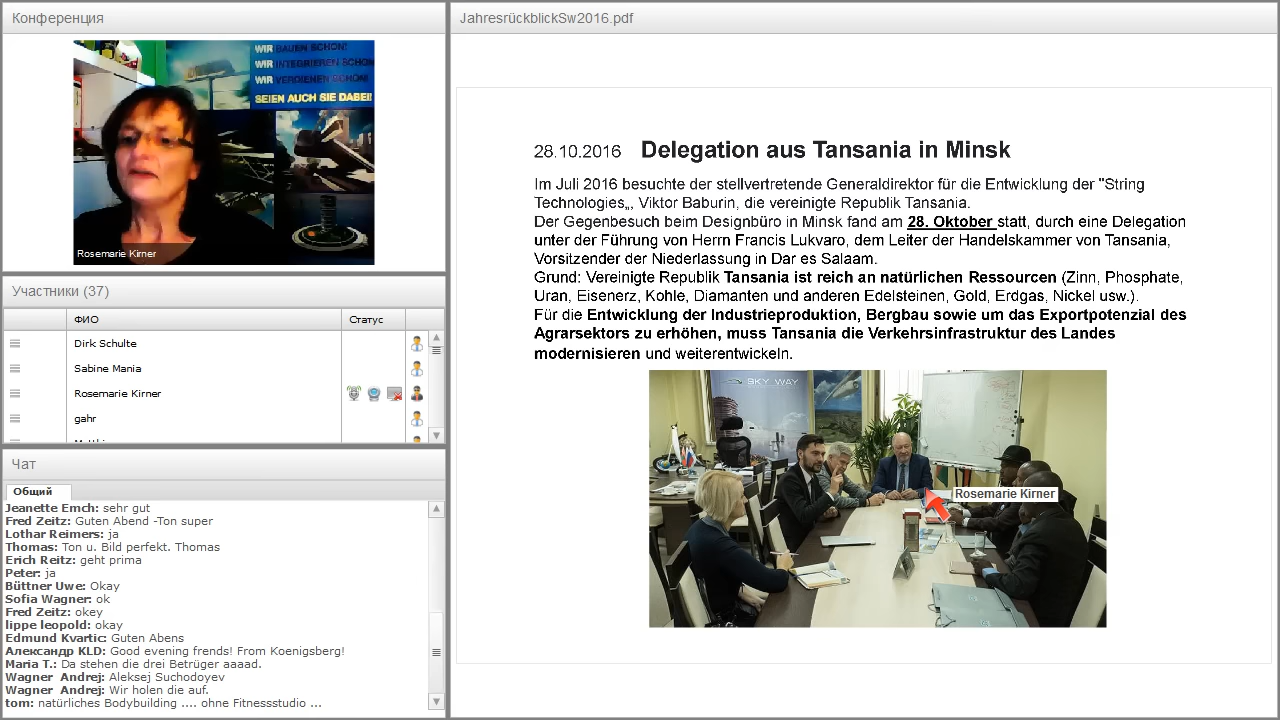 Конференция
WIR BAUEN SCHON!
WIR INTEGRIEREN SCHON
WIR VERDIENEN SCHON!
SEIEN AUCH SIE DABEI!
Rosemarie Kirner
Участники (37)
ФИО
Статус
Dirk Schulte
Sabine Mania
Rosemarie Kirner
gahr
Чат
Общий
Jeanette Emch: sehr gut
Fred Zeitz: Guten Abend -Ton super
Lothar Reimers: ja
Thomas: Ton u. Bild perfekt. Thomas
Erich Reitz: geht prima
Peter: ja
Büttner Uwe: Okay
Sofia Wagner: ok
Fred Zeitz: okey
lippe leopold: okay
Edmund Kvartic: Guten Abens
Александр KLD: Good evening frends! From Koenigsberg!
Maria T.: Da stehen die drei Betrüger aaaad.
Wagner Andrej: Aleksej Suchodoyev
Wagner Andrej: Wir holen die auf.
tom: natürliches Bodybuilding .... ohne Fitnessstudio ...
JahresrückblickSw2016.pdf
28.10.2016 Delegation aus Tansania in Minsk
Im Juli 2016 besuchte der stellvertretende Generaldirektor für die Entwicklung der "String
Technologies„, Viktor Baburin, die vereinigte Republik Tansania.
Der Gegenbesuch beim Designbüro in Minsk fand am 28. Oktober statt, durch eine Delegation
unter der Führung von Herrn Francis Lukvaro, dem Leiter der Handelskammer von Tansania,
Vorsitzender der Niederlassung in Dar es Salaam.
Grund: Vereinigte Republik Tansania ist reich an natürlichen Ressourcen (Zinn, Phosphate,
Uran, Eisenerz, Kohle, Diamanten und anderen Edelsteinen, Gold, Erdgas, Nickel usw.).
Für die Entwicklung der Industrieproduktion, Bergbau sowie um das Exportpotenzial des
Agrarsektors zu erhöhen, muss Tansania die Verkehrsinfrastruktur des Landes
modernisieren und weiterentwickeln.
SKY WAY
Rosemarie Kirner